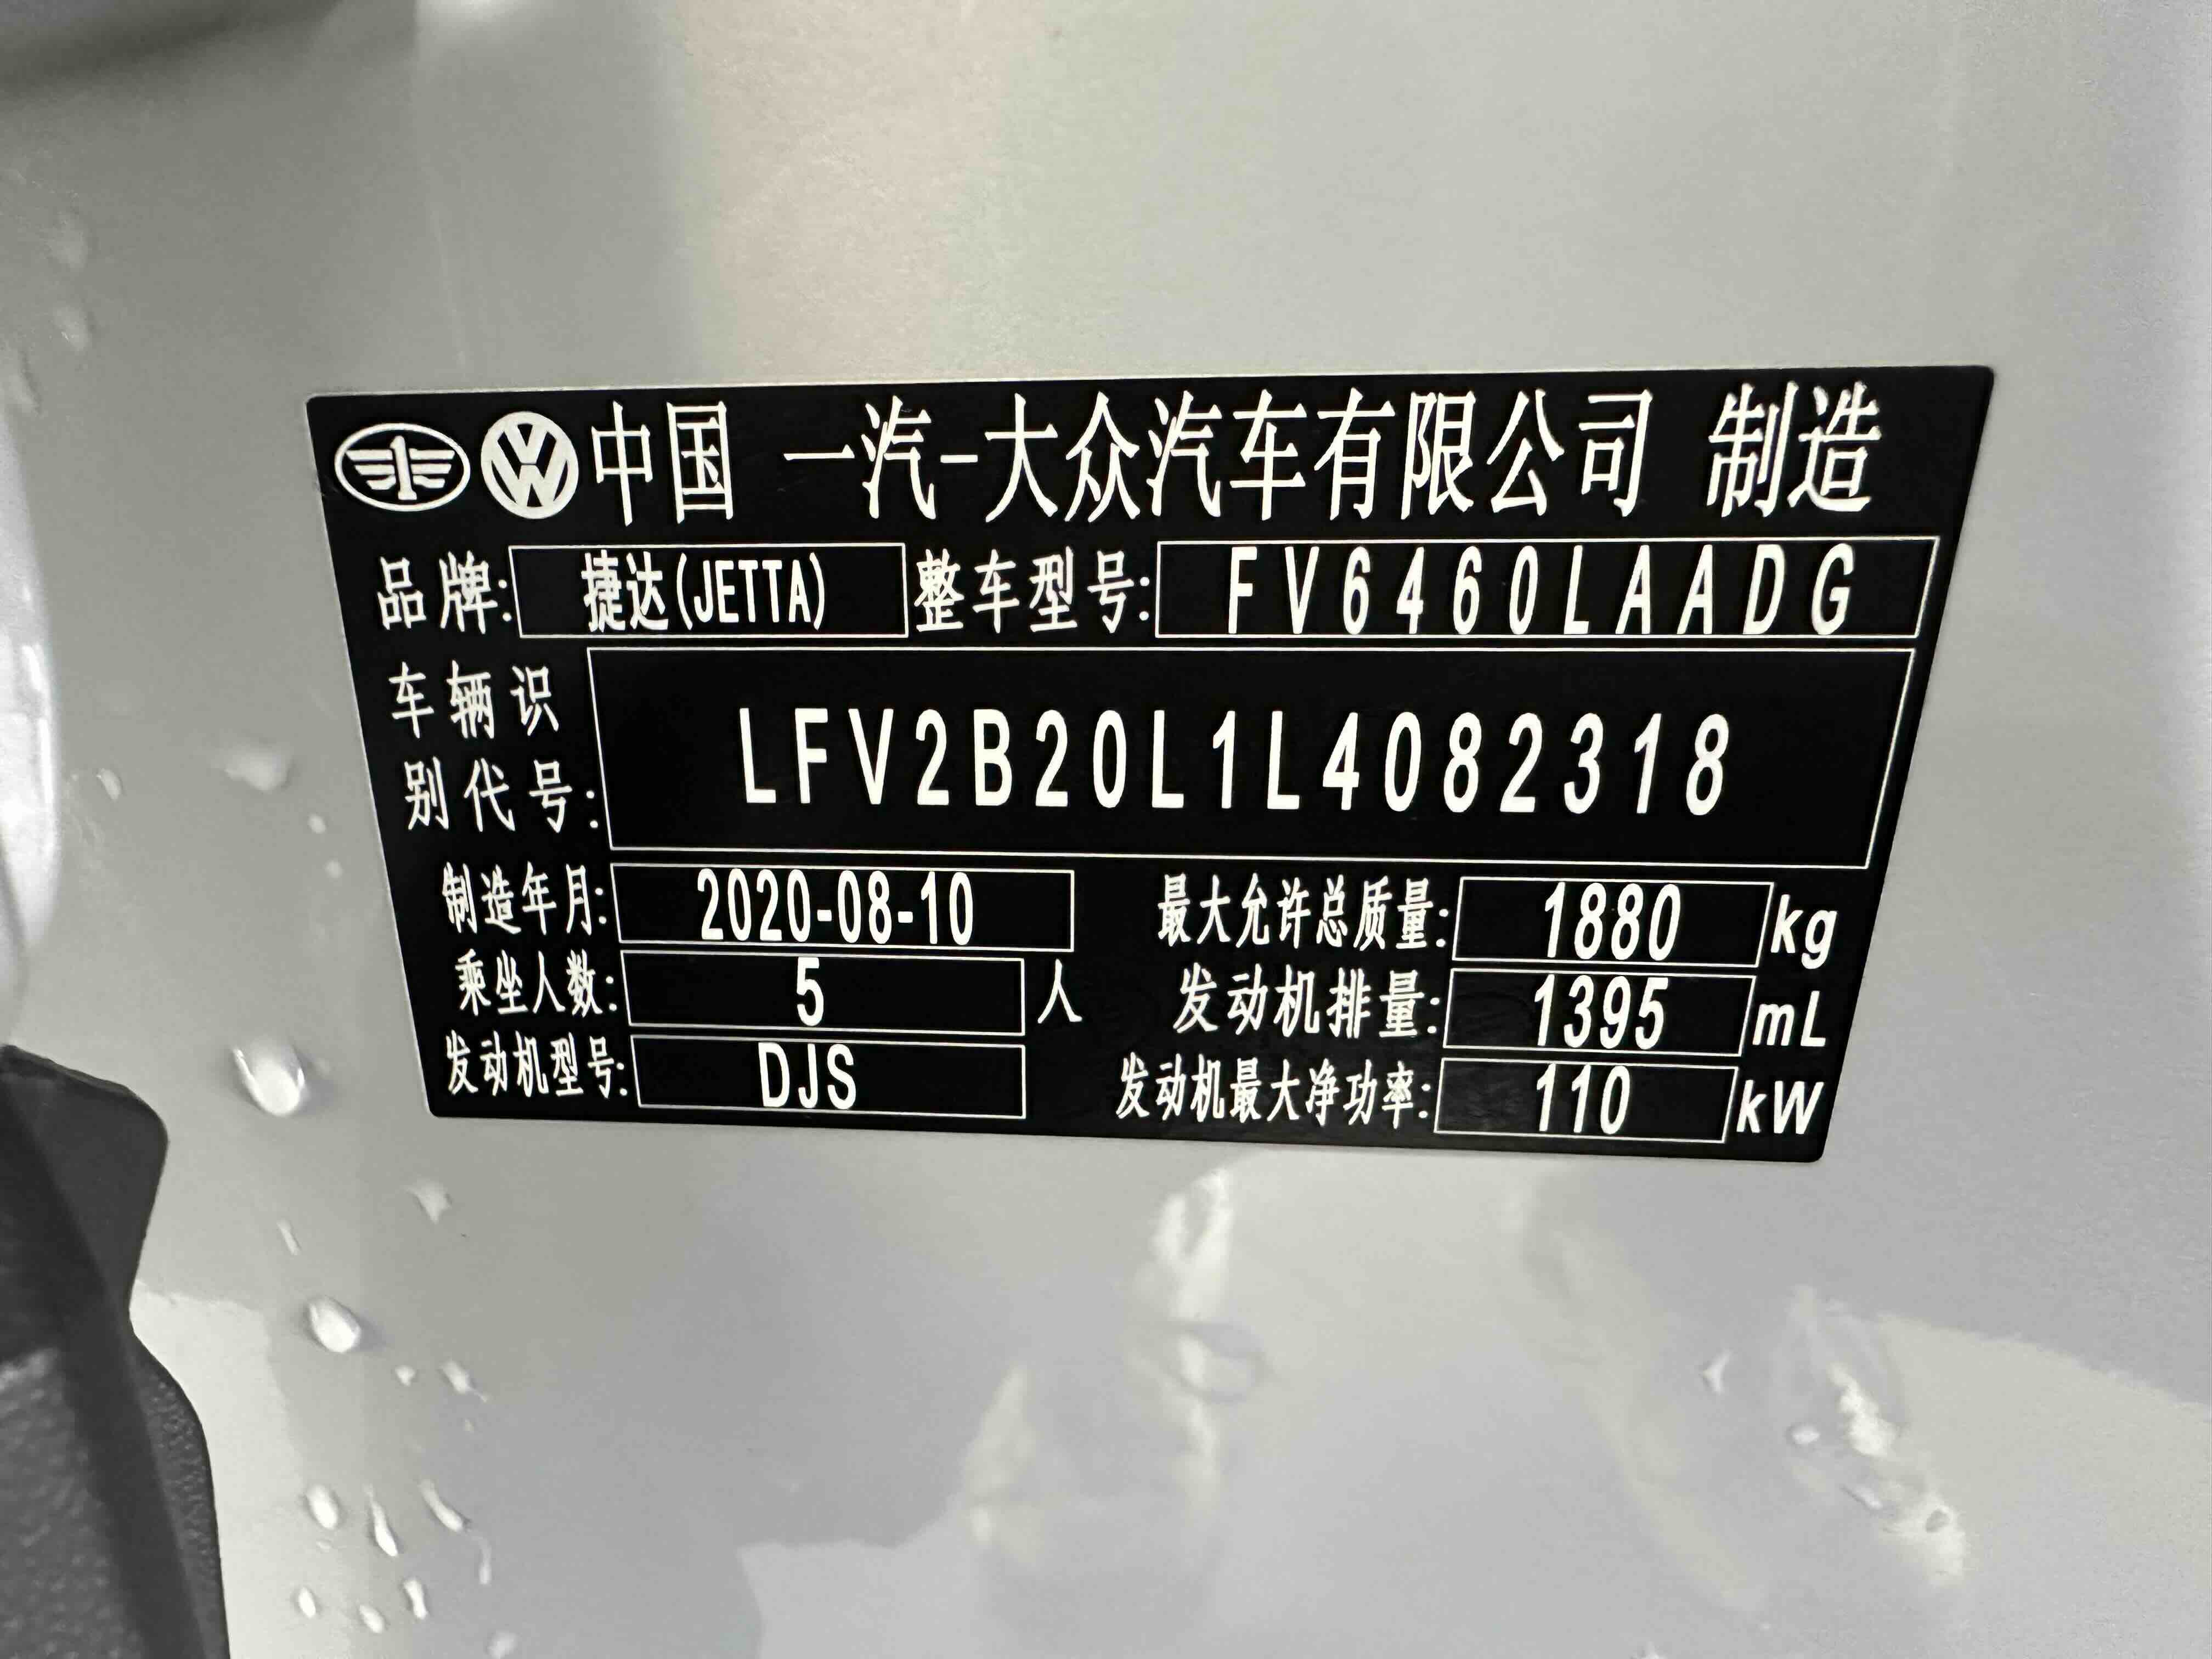 中国 一汽-大众汽车有限公司 制造
品牌: 捷达(JETTA) 整车型号: FV6460LAADG
车辆识别代号: LFV2B20L1L4082318
制造年月: 2020-08-10 最大允许总质量: 1880 kg
乘坐人数: 5 人 发动机排量: 1395 mL
发动机型号: DJS 发动机最大净功率: 110 kW